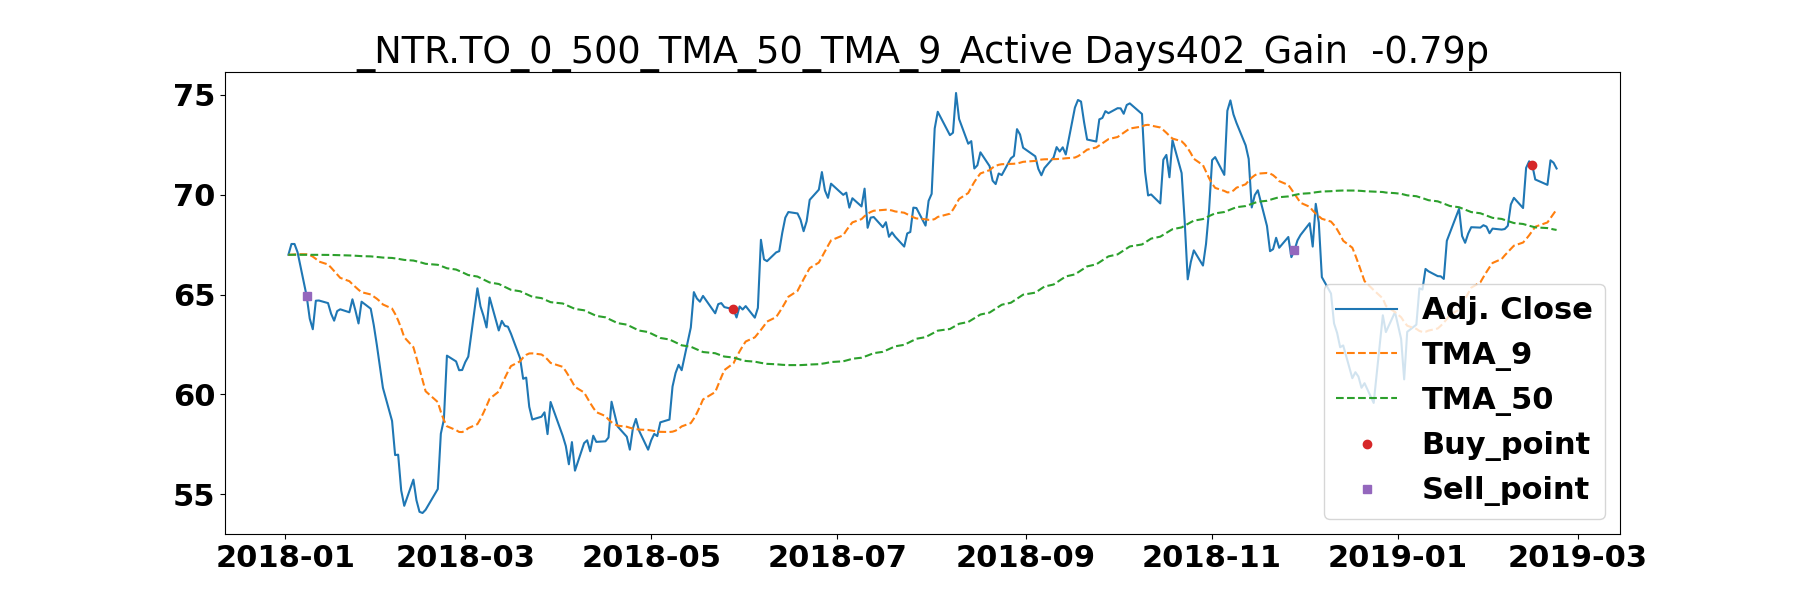 _NTR.TO_0_500_TMA_50_TMA_9_Active Days402_Gain  -0.79p
75
70
65
60
55
Adj. Close
TMA_9
TMA_50
Buy_point
Sell_point
2018-01 2018-03 2018-05 2018-07 2018-09 2018-11 2019-01 2019-03